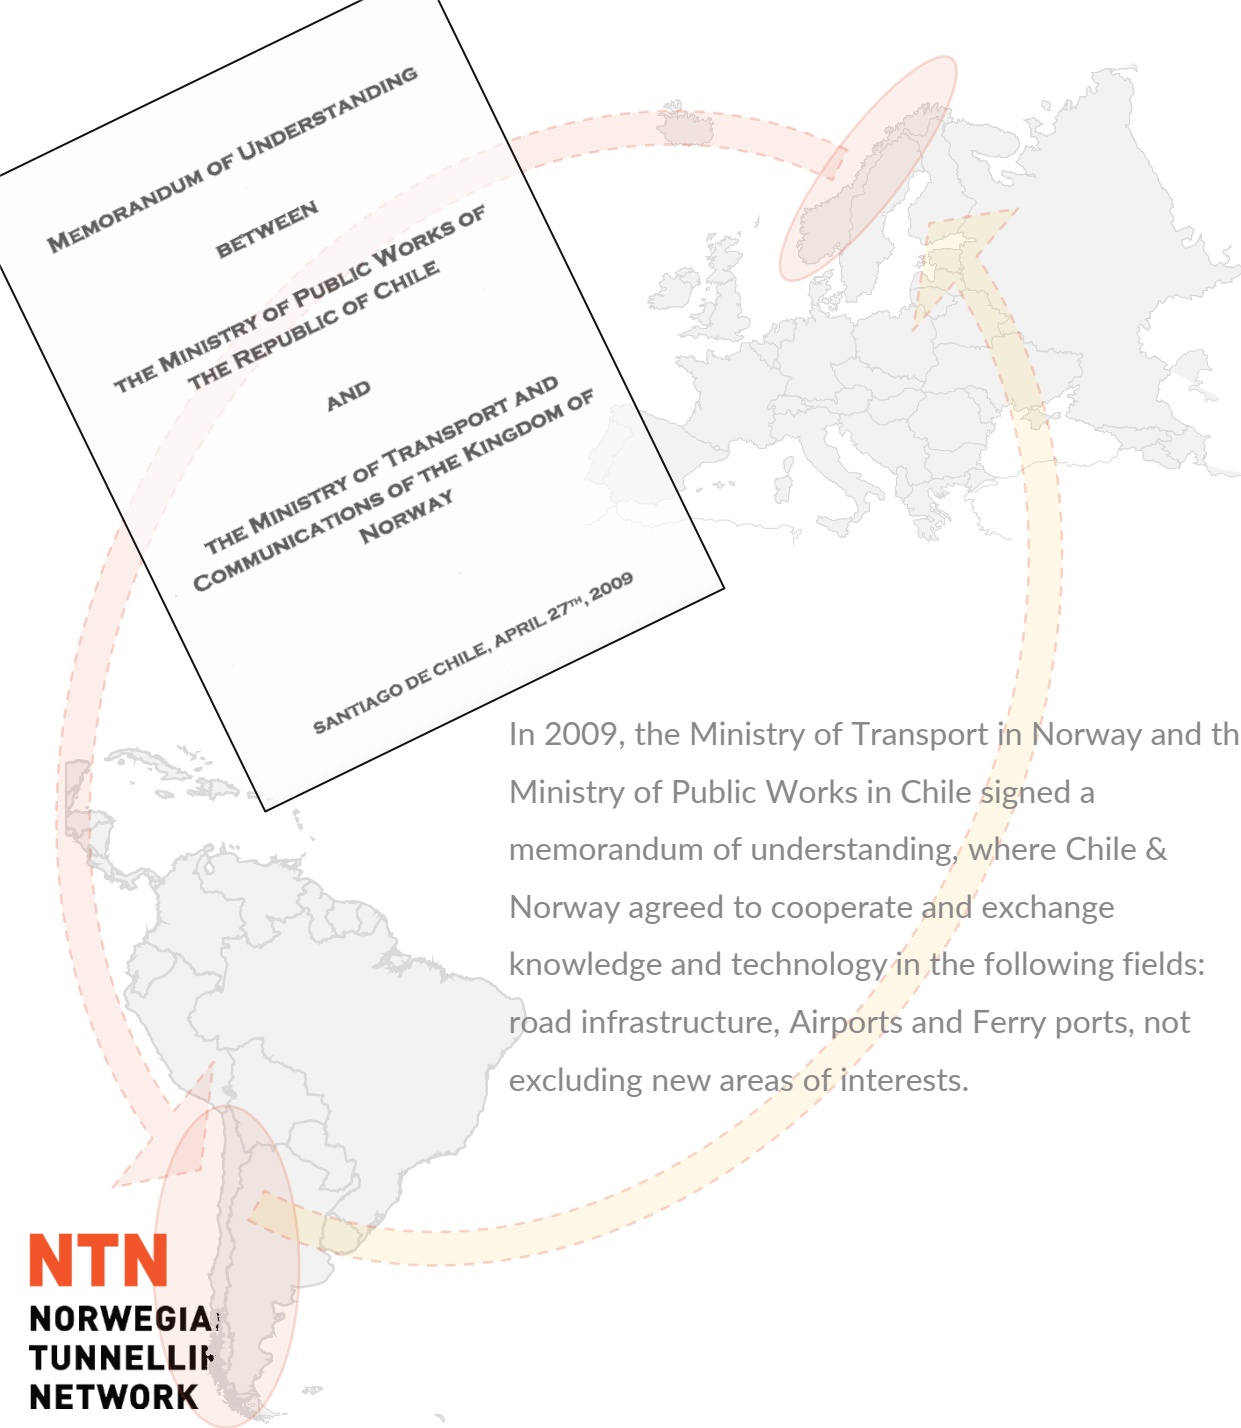 MEMORANDUM OF UNDERSTANDING
BETWEEN
THE MINISTRY OF PUBLIC WORKS OF
THE REPUBLIC OF CHILE
AND
THE MINISTRY OF TRANSPORT AND
COMMUNICATIONS OF THE KINGDOM OF
NORWAY
SANTIAGO DE CHILE, APRIL 27TH, 2009
In 2009, the Ministry of Transport in Norway and th
Ministry of Public Works in Chile signed a
memorandum of understanding, where Chile &
Norway agreed to cooperate and exchange
knowledge and technology in the following fields:
road infrastructure, Airports and Ferry ports, not
excluding new areas of interests.
NTN
NORWEGIA
TUNNELLI
NETWORK